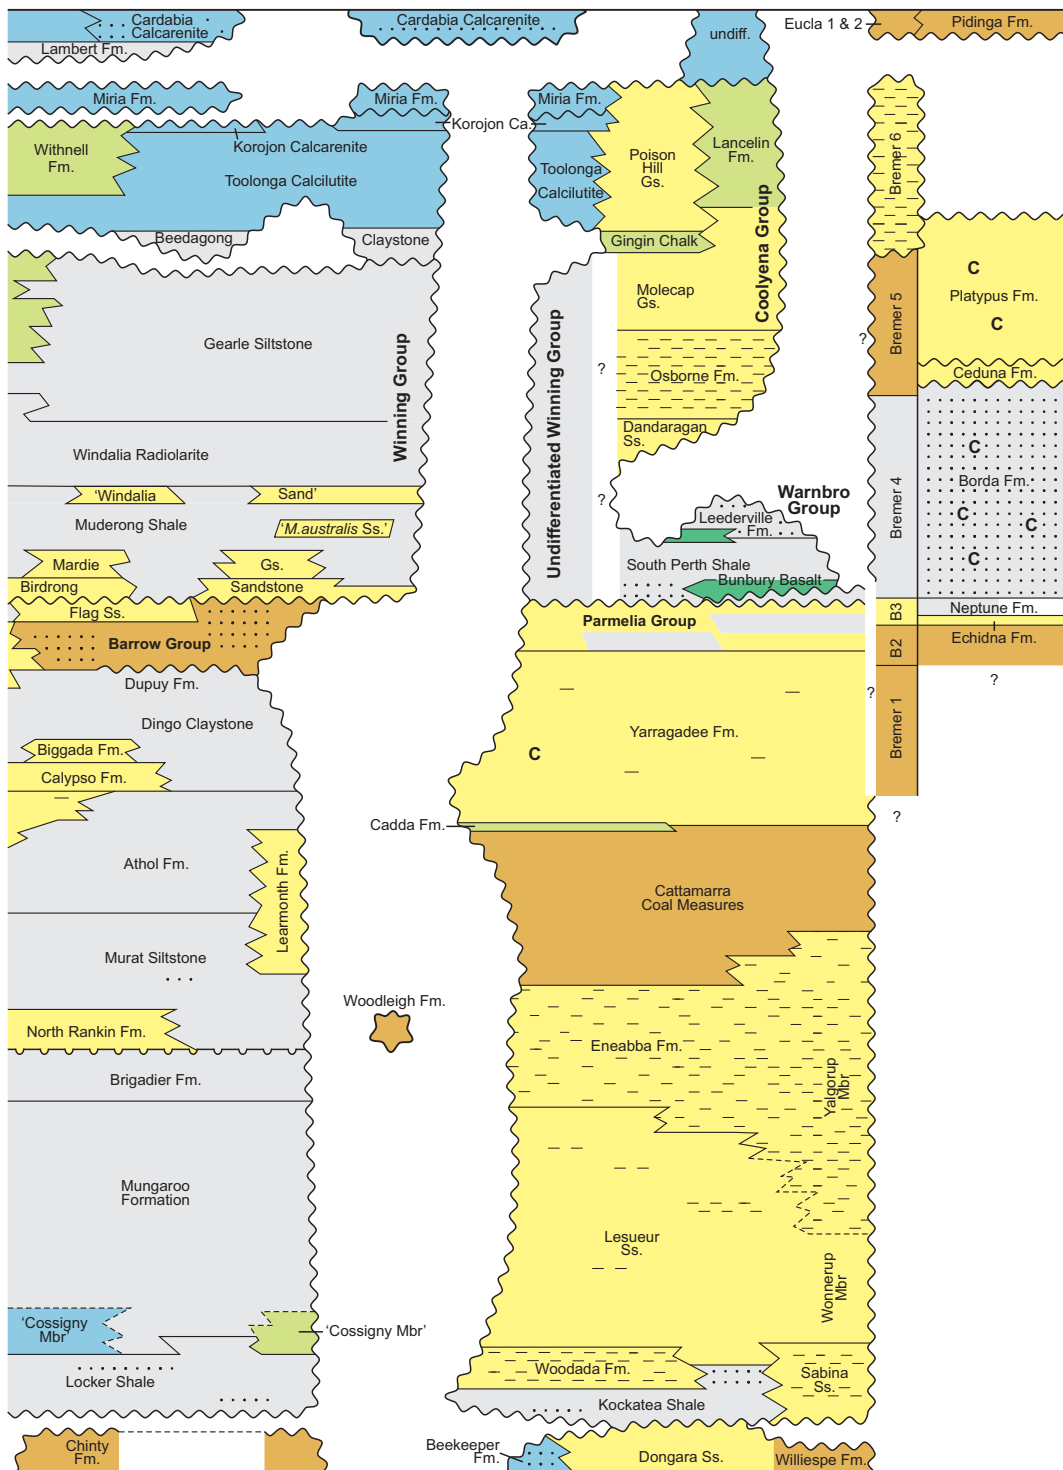 Cardabia
Calcarenite
Cardabia Calcarenite
undiff.
Eucla 1 & 2
Pidinga Fm.
Lambert Fm.
Miria Fm.
Miria Fm.
Miria Fm.
Korojon Ca.
Withnell
Fm.
Korojon Calcarenite
Toolonga Calcilutite
Toolonga
Calcilutite
Poison
Hill
Gs.
Lancelin
Fm.
Bremer 6
Beedagong
Claystone
Gingin Chalk
Coolyena Group
C
Platypus Fm.
C
Molecap
Gs.
Gearle Siltstone
Winning Group
Undifferentiated Winning Group
?
Osborne Fm.
?
Bremer 5
Ceduna Fm.
Dandaragan
Ss.
Windalia Radiolarite
C
Borda Fm.
C
C
C
Bremer 4
'Windalia
Sand'
?
Warnbro
Group
Muderong Shale
'M.australis Ss.'
Leederville
Fm.
Mardie
Gs.
South Perth Shale
Birdrong
Sandstone
Bunbury Basalt
Flag Ss.
Parmelia Group
B3
Neptune Fm.
Barrow Group
B2
Echidna Fm.
Dupuy Fm.
?
?
Dingo Claystone
Bremer 1
Biggada Fm.
Yarragadee Fm.
C
Calypso Fm.
?
Cadda Fm.
Athol Fm.
Learmonth Fm.
Cattamarra
Coal Measures
Murat Siltstone
Woodleigh Fm.
North Rankin Fm.
Eneabba Fm.
Brigadier Fm.
Yalgorup
Mbr
Mungaroo
Formation
Lesueur
Ss.
Wonnerup
Mbr
'Cossigny
Mbr'
'Cossigny Mbr'
Locker Shale
Woodada Fm.
Sabina
Ss.
Kockatea Shale
Chinty
Fm.
Beekeeper
Fm.
Dongara Ss.
Williespe Fm.